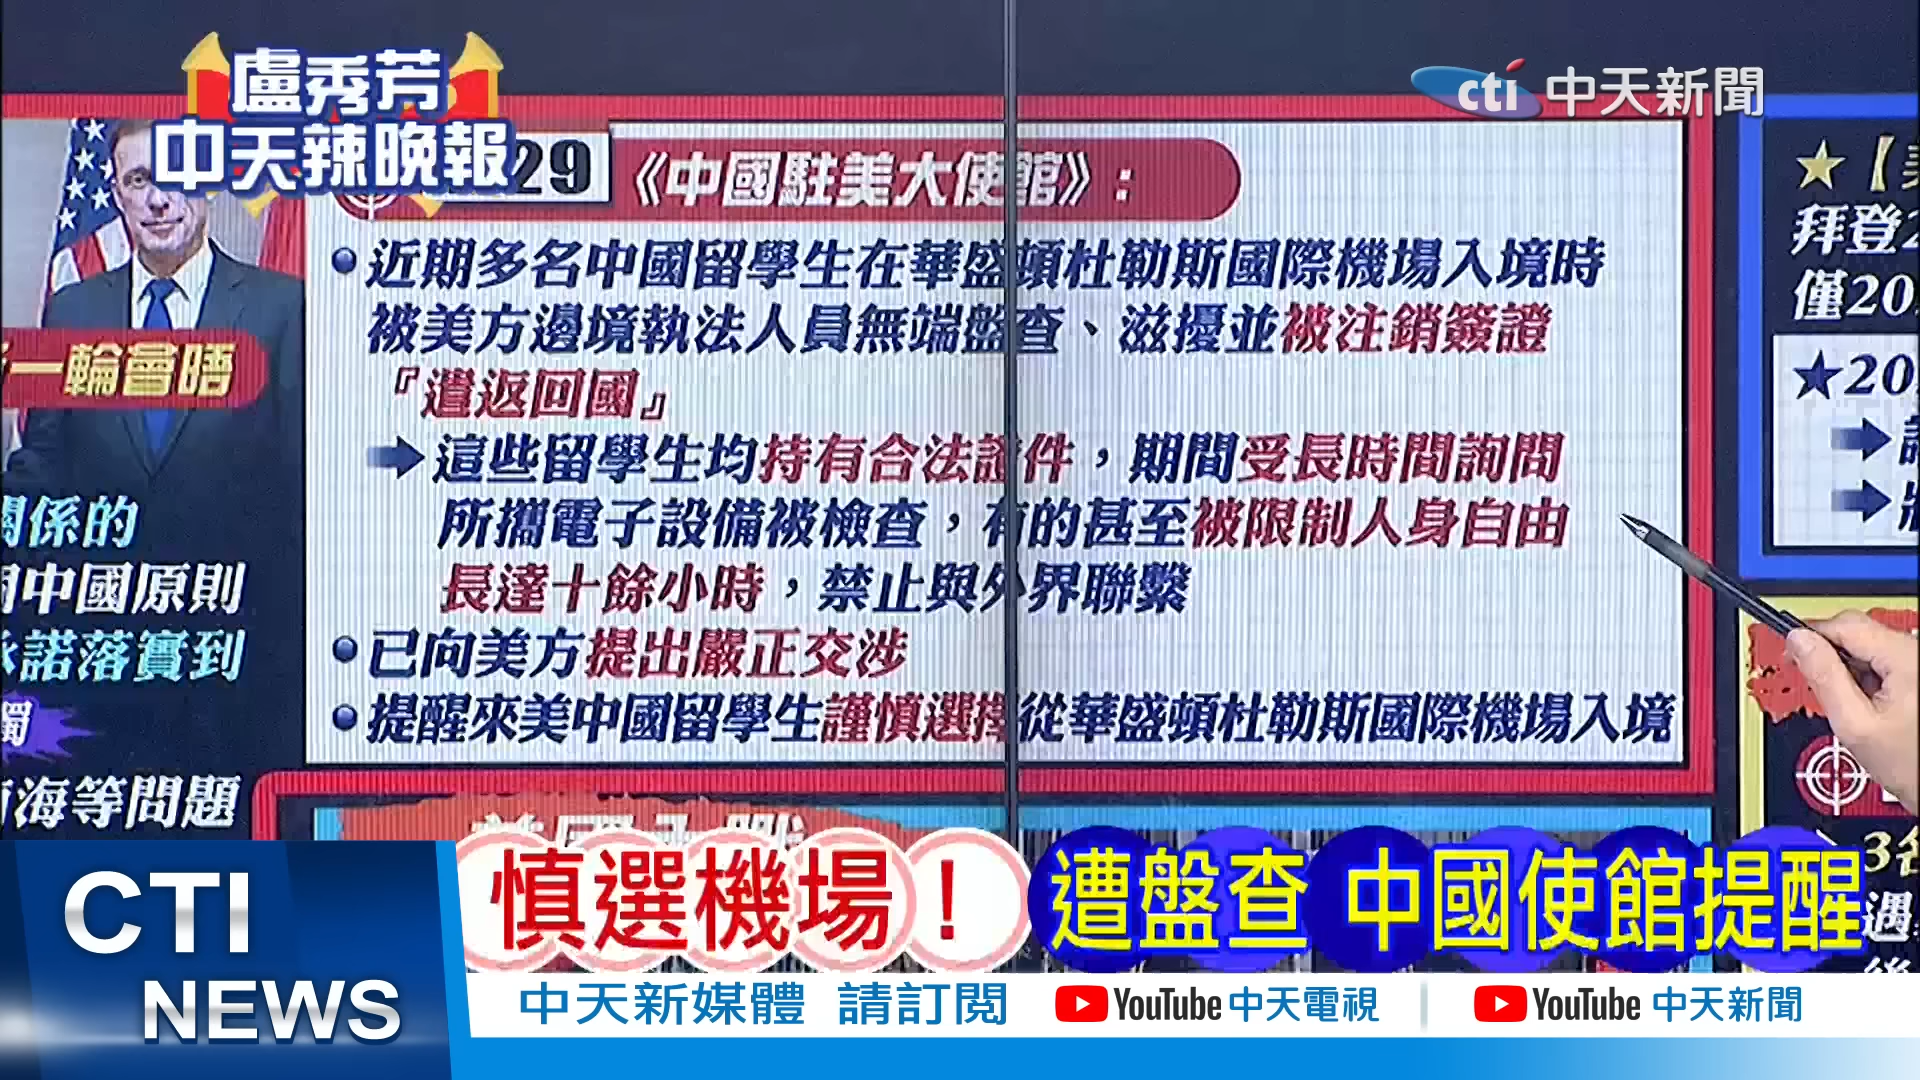 盧秀芳
中天辣晚報
cti 中天新聞
29
《中國駐美大使館》:
近期多名中國留學生在華盛頓杜勒斯國際機場入境時
被美方邊境執法人員無端盤查、滋擾並被注銷簽證
『遣返回國』
這些留學生均持有合法證件，期間受長時間詢問
所攜電子設備被檢查，有的甚至被限制人身自由
長達十餘小時，禁止與外界聯繫
已向美方提出嚴正交涉
提醒來美中國留學生謹慎選擇從華盛頓杜勒斯國際機場入境
一輪會晤
關係的
中國原則
諾落實到
海等問題
★【美
拜登2
僅20
★20
3名
遇
慎選機場！ 遭盤查 中國使館提醒
CTI
NEWS
中天新媒體 請訂閱 YouTube 中天電視 YouTube 中天新聞